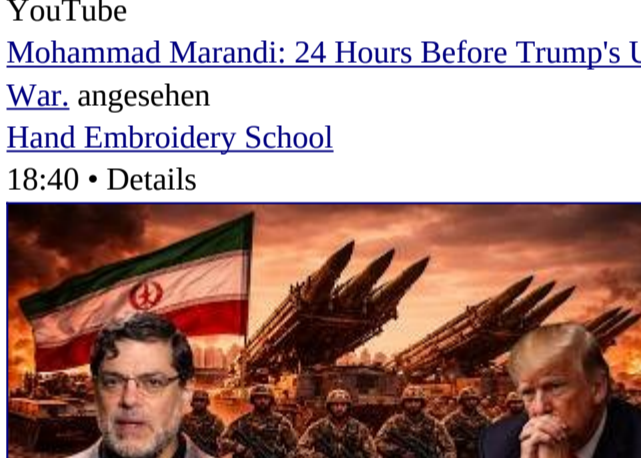 YouTube
Mohammad Marandi: 24 Hours Before Trump's
War. angesehen
Hand Embroidery School
18:40 • Details